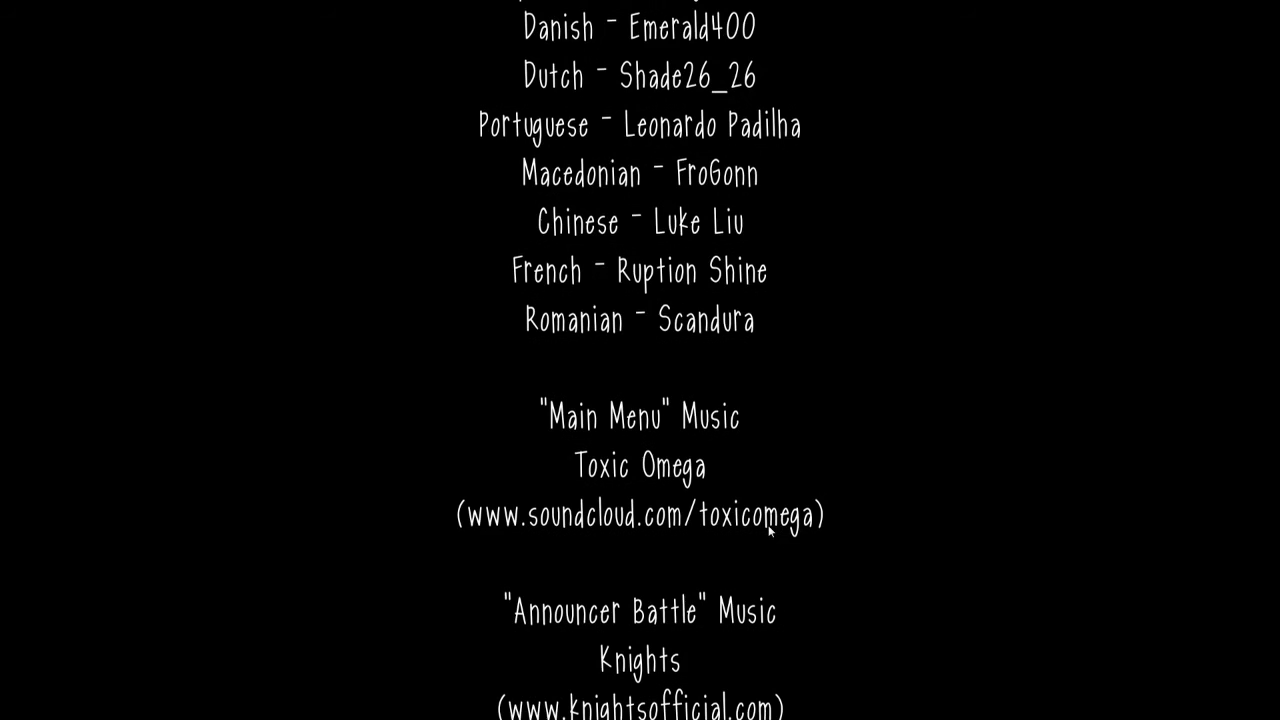 Danish - Emerald400
Dutch - Shade26_26
Portuguese - Leonardo Padilha
Macedonian - FroGonn
Chinese - Luke Liu
French - Ruption Shine
Romanian - Scandura
"Main Menu" Music
Toxic Omega
(www.soundcloud.com/toxicomega)
"Announcer Battle" Music
Knights
(www.knightsofficial.com)